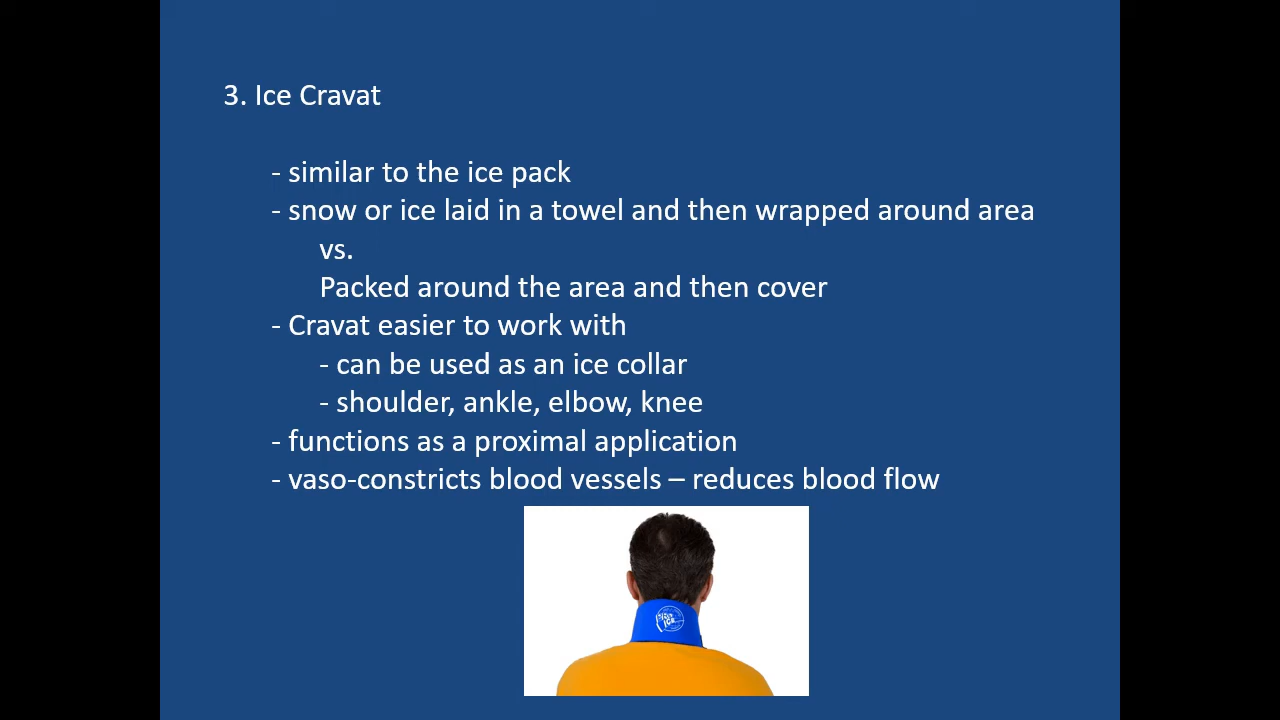 3. Ice Cravat
- similar to the ice pack
- snow or ice laid in a towel and then wrapped around area
vs.
Packed around the area and then cover
- Cravat easier to work with
- can be used as an ice collar
- shoulder, ankle, elbow, knee
- functions as a proximal application
- vaso-constricts blood vessels – reduces blood flow